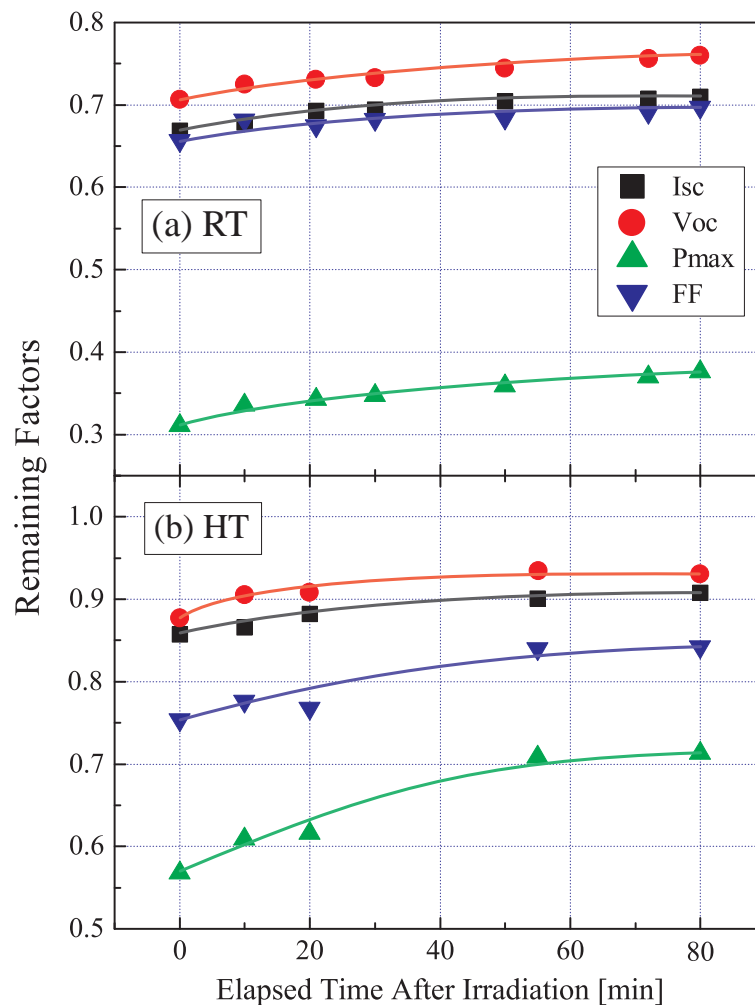 0.8
0.7
0.6
0.5
0.4
0.3
(a) RT
Isc
Voc
Pmax
FF
Remaining Factors
1.0
0.9
0.8
0.7
0.6
0.5
(b) HT
0 20 40 60 80
Elapsed Time After Irradiation [min]